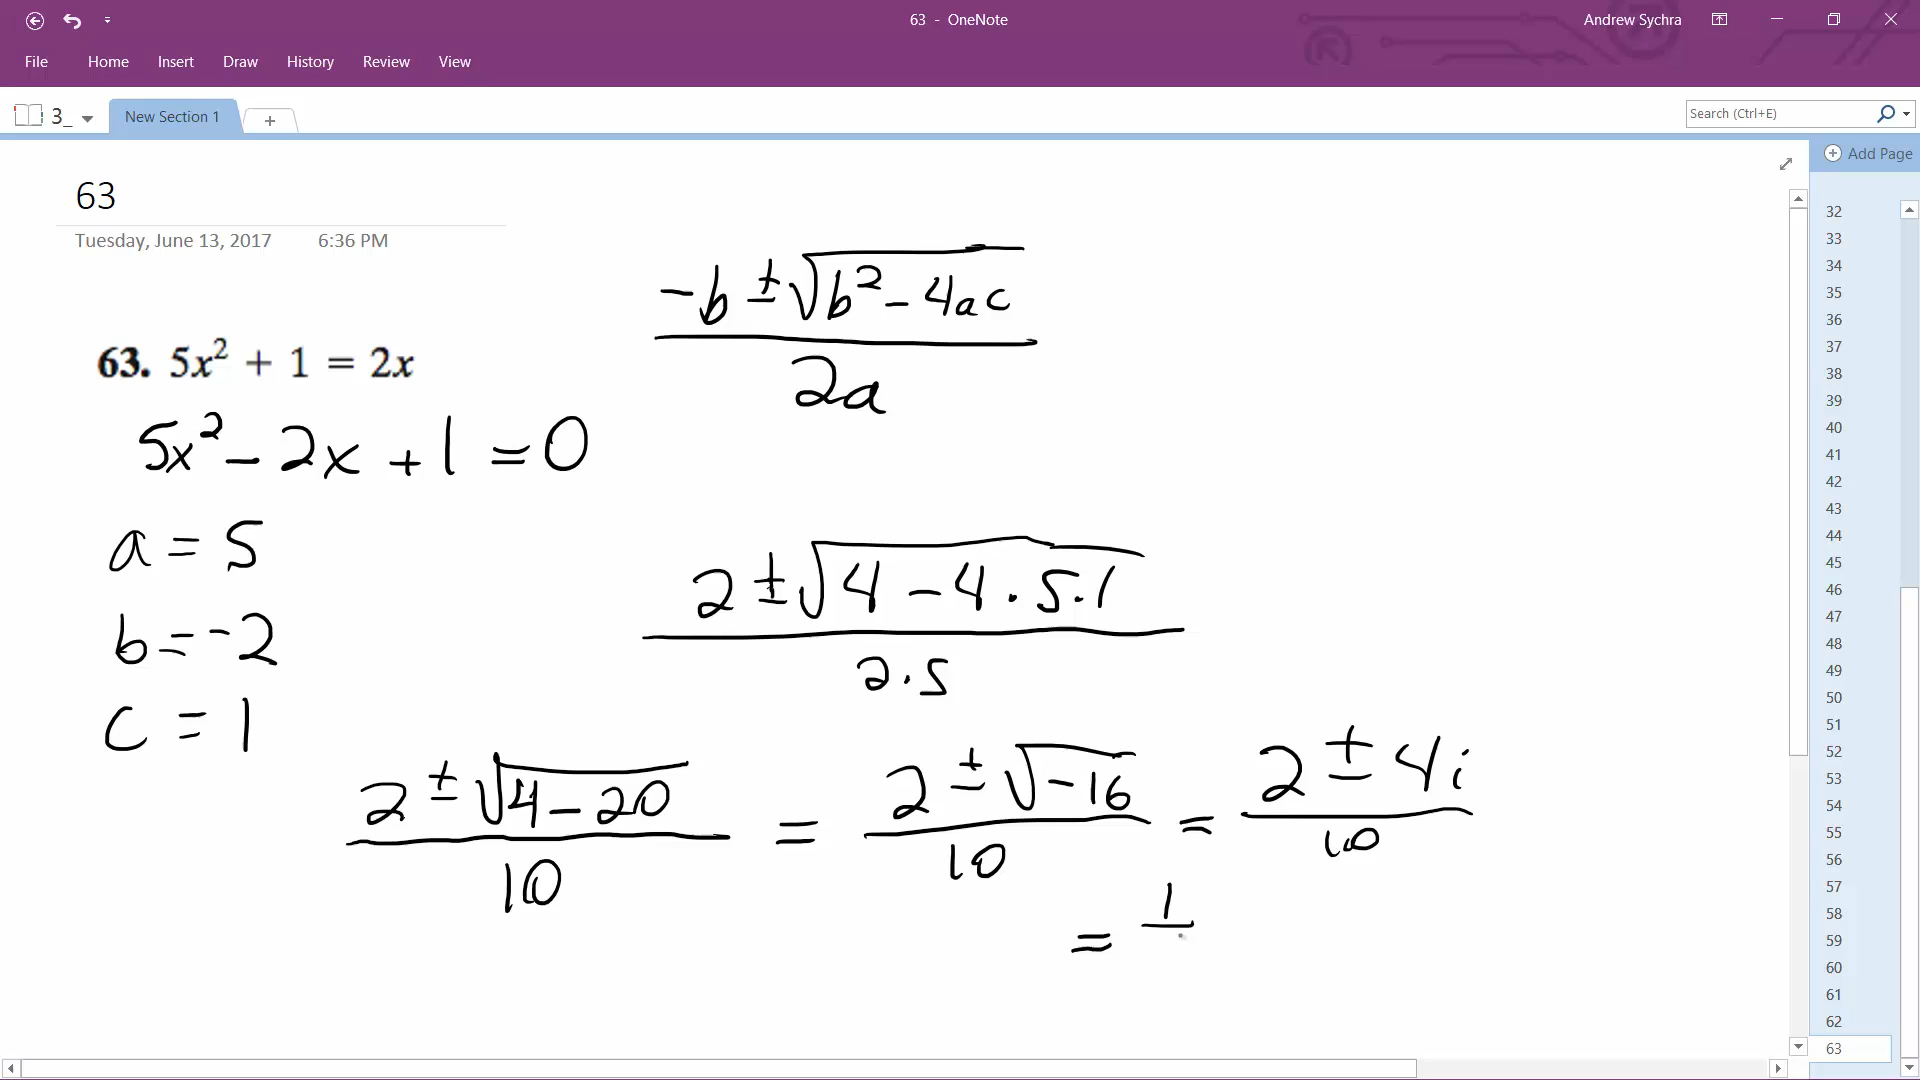 63 - OneNote
Andrew Sychra
File Home Insert Draw History Review View
3_ New Section 1 +
Search (Ctrl+E)
Add Page
63
Tuesday, June 13, 2017 6:36 PM
63. 5x² + 1 = 2x
5x² - 2x + 1 = 0
a = 5
b = -2
c = 1
-b ± √(b² - 4ac)
2a
2 ± √(4 - 4 · 5 · 1)
2 · 5
2 ± √(4 - 20) = 2 ± √(-16) = 2 ± 4i
10 10 10
= 1
32
33
34
35
36
37
38
39
40
41
42
43
44
45
46
47
48
49
50
51
52
53
54
55
56
57
58
59
60
61
62
63